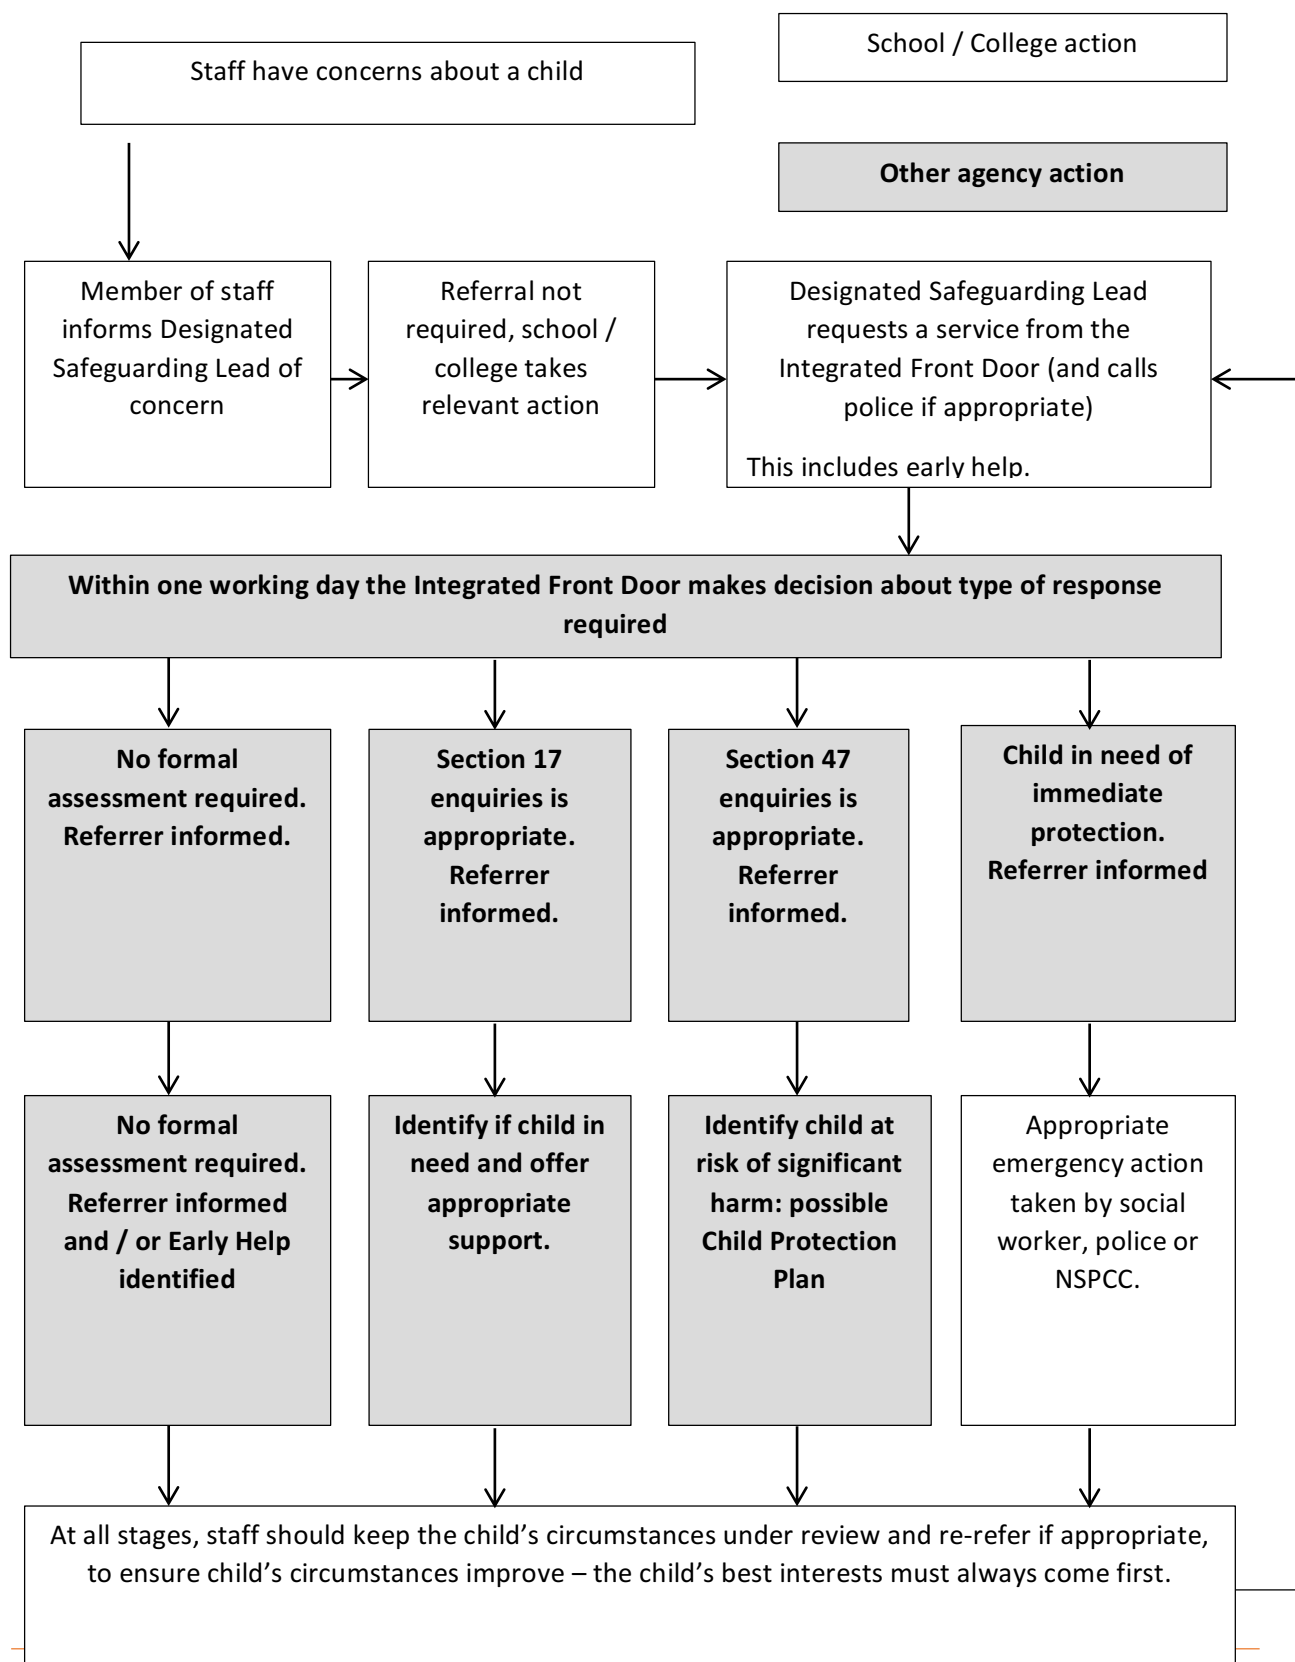 Staff have concerns about a child
School / College action
Other agency action
Member of staff
informs Designated
Safeguarding Lead of
concern
Referral not
required, school /
college takes
relevant action
Designated Safeguarding Lead
requests a service from the
Integrated Front Door (and calls
police if appropriate)
This includes early help.
Within one working day the Integrated Front Door makes decision about type of response
required
No formal
assessment required.
Referrer informed.
Section 17
enquiries is
appropriate.
Referrer
informed.
Section 47
enquiries is
appropriate.
Referrer
informed.
Child in need of
immediate
protection.
Referrer informed
No formal
assessment required.
Referrer informed
and / or Early Help
identified
Identify if child in
need and offer
appropriate
support.
Identify child at
risk of significant
harm: possible
Child Protection
Plan
Appropriate
emergency action
taken by social
worker, police or
NSPCC.
At all stages, staff should keep the child’s circumstances under review and re-refer if appropriate,
to ensure child’s circumstances improve – the child’s best interests must always come first.